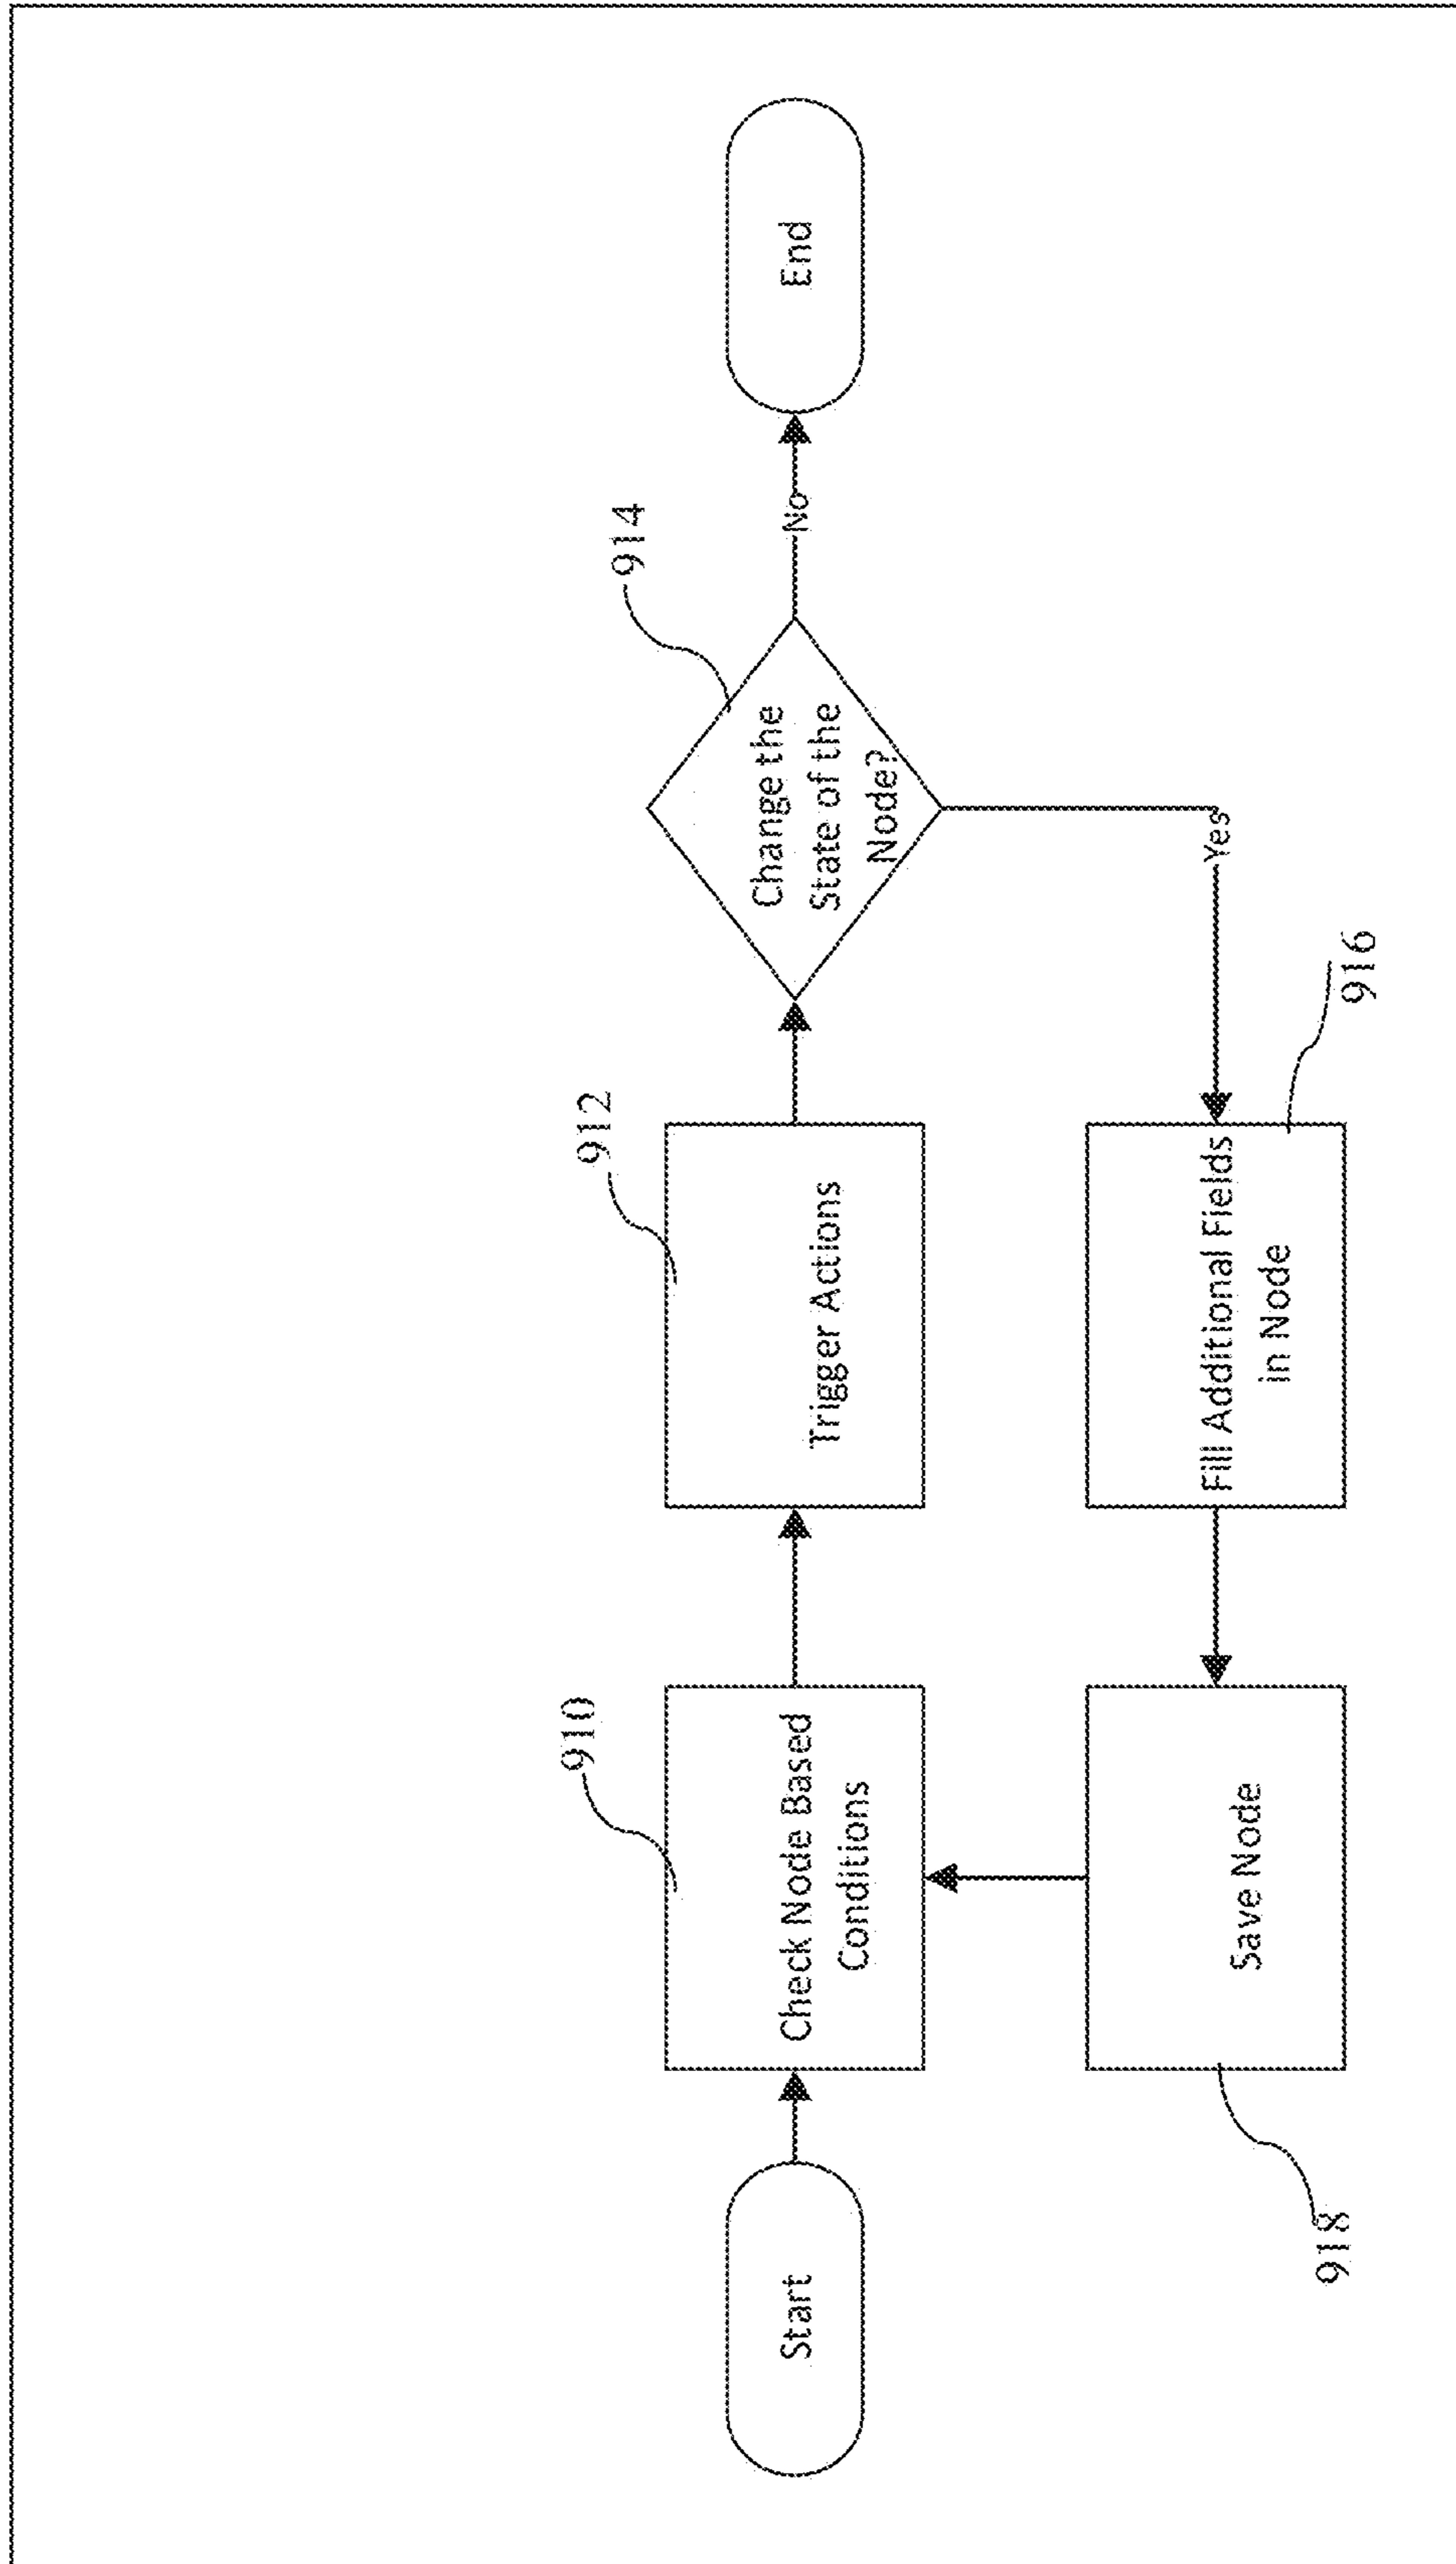 910
912
914
Start
Check Node Based
Conditions
Trigger Actions
Change the
State of the
Node?
No
End
Yes
Save Node
Fill Additional Fields
in Node
918
916